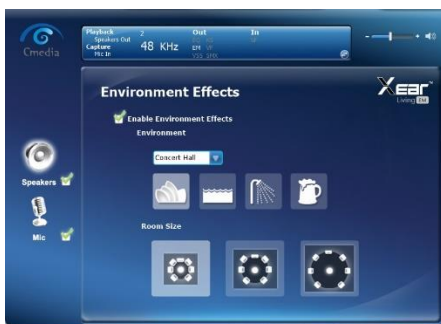 Playback 2 Out In
Speakers Out
Capture 48 KHz EM
Mic In
Cmedia
Xear
Living
Environment Effects
Enable Environment Effects
Environment
Concert Hall
Speakers
Mic
Room Size